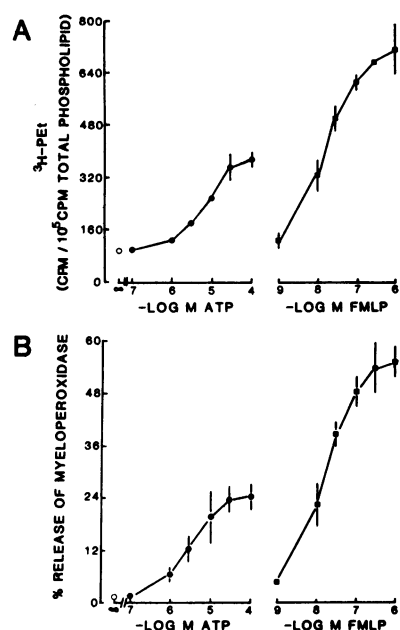 A
800
640
480
320
160
0
³H-PEt
(CPM / 10⁵CPM TOTAL PHOSPHOLIPID)
∞ 7 6 5 4
-LOG M ATP
9 8 7 6
-LOG M FMLP
B
60
48
36
24
12
0
% RELEASE OF MYELOPEROXIDASE
∞ 7 6 5 4
-LOG M ATP
9 8 7 6
-LOG M FMLP